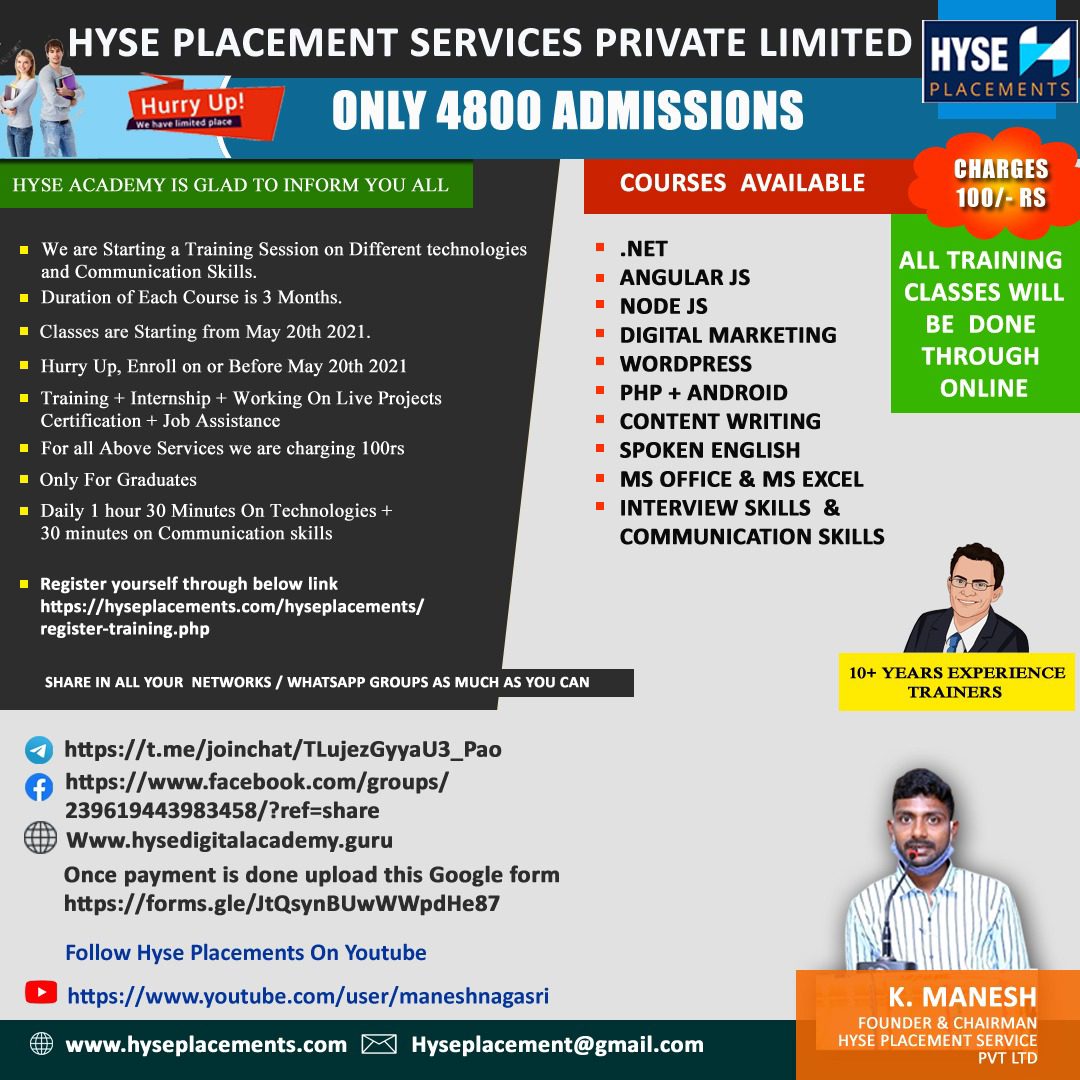 HYSE PLACEMENT SERVICES PRIVATE LIMITED
HYSE
PLACEMENTS
Hurry Up!
We have limited place
ONLY 4800 ADMISSIONS
HYSE ACADEMY IS GLAD TO INFORM YOU ALL
We are Starting a Training Session on Different technologies
and Communication Skills.
Duration of Each Course is 3 Months.
Classes are Starting from May 20th 2021.
Hurry Up, Enroll on or Before May 20th 2021
Training + Internship + Working On Live Projects
Certification + Job Assistance
For all Above Services we are charging 100rs
Only For Graduates
Daily 1 hour 30 Minutes On Technologies +
30 minutes on Communication skills
Register yourself through below link
https://hyseplacements.com/hyseplacements/
register-training.php
SHARE IN ALL YOUR NETWORKS / WHATSAPP GROUPS AS MUCH AS YOU CAN
COURSES AVAILABLE
.NET
ANGULAR JS
NODE JS
DIGITAL MARKETING
WORDPRESS
PHP + ANDROID
CONTENT WRITING
SPOKEN ENGLISH
MS OFFICE & MS EXCEL
INTERVIEW SKILLS &
COMMUNICATION SKILLS
CHARGES
100/- RS
ALL TRAINING
CLASSES WILL
BE DONE
THROUGH
ONLINE
10+ YEARS EXPERIENCE
TRAINERS
https://t.me/joinchat/TLujezGyyaU3_Pao
https://www.facebook.com/groups/
239619443983458/?ref=share
Www.hysedigitalacademy.guru
Once payment is done upload this Google form
https://forms.gle/JtQsynBUwWWpdHe87
Follow Hyse Placements On Youtube
https://www.youtube.com/user/maneshnagasri
K. MANESH
FOUNDER & CHAIRMAN
HYSE PLACEMENT SERVICE
PVT LTD
www.hyseplacements.com Hyseplacement@gmail.com